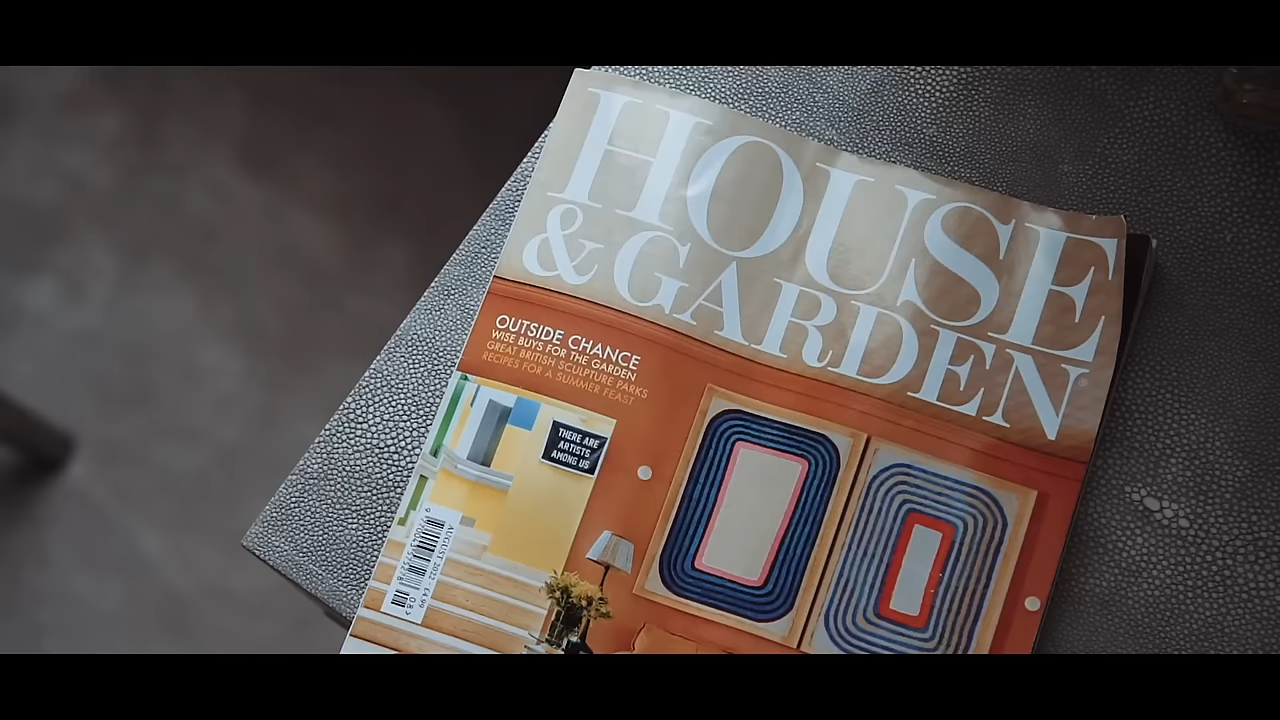 HOUSE
& GARDEN
OUTSIDE CHANCE
WISE BUYS FOR THE GARDEN
GREAT BRITISH SCULPTURE PARKS
RECIPES FOR A SUMMER FEAST
THERE ARE
ARTISTS
AMONG US
AUGUST 2022 · £4.99
08>